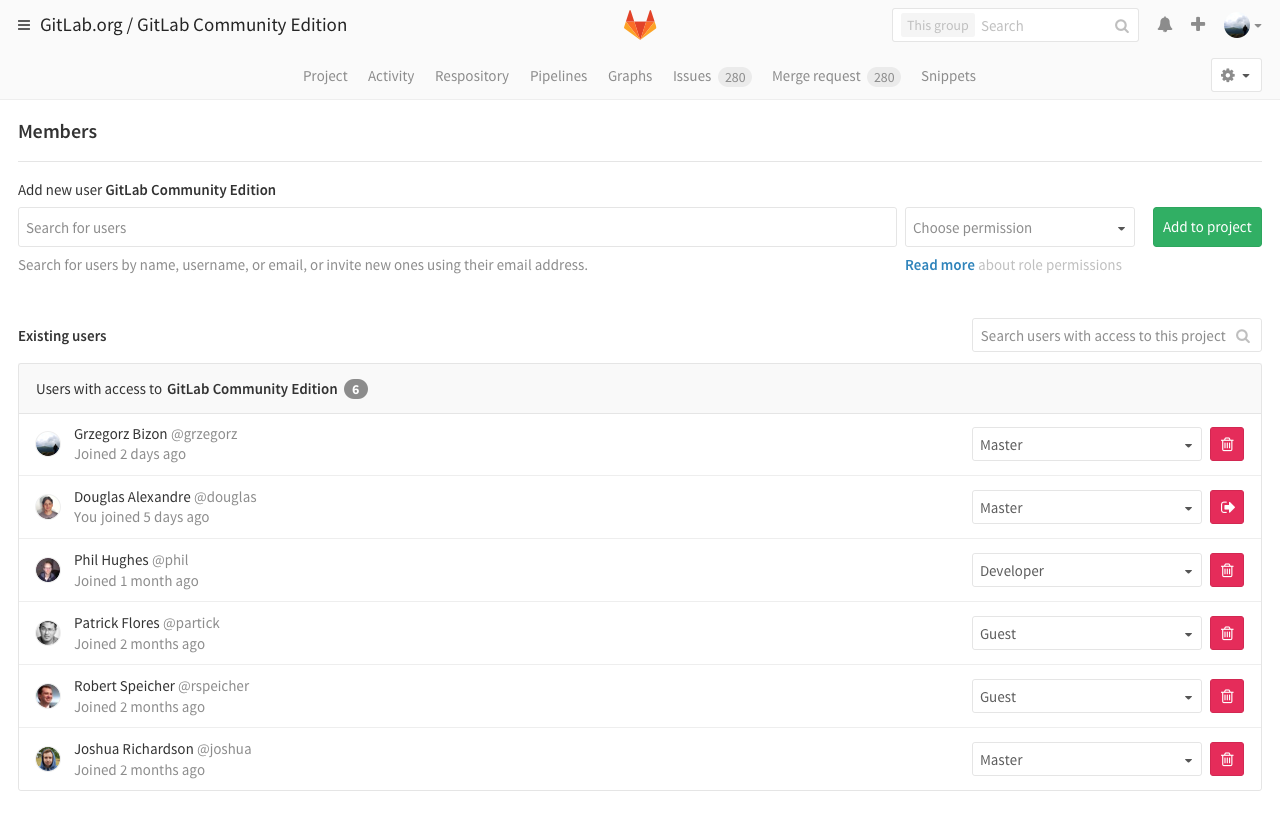 GitLab.org / GitLab Community Edition
This group Search
Project Activity Respository Pipelines Graphs Issues 280 Merge request 280 Snippets
Members
Add new user GitLab Community Edition
Search for users Choose permission Add to project
Search for users by name, username, or email, or invite new ones using their email address. Read more about role permissions
Existing users Search users with access to this project
Users with access to GitLab Community Edition 6
Grzegorz Bizon @grzegorz
Joined 2 days ago
Master
Douglas Alexandre @douglas
You joined 5 days ago
Master
Phil Hughes @phil
Joined 1 month ago
Developer
Patrick Flores @partick
Joined 2 months ago
Guest
Robert Speicher @rspeicher
Joined 2 months ago
Guest
Joshua Richardson @joshua
Joined 2 months ago
Master